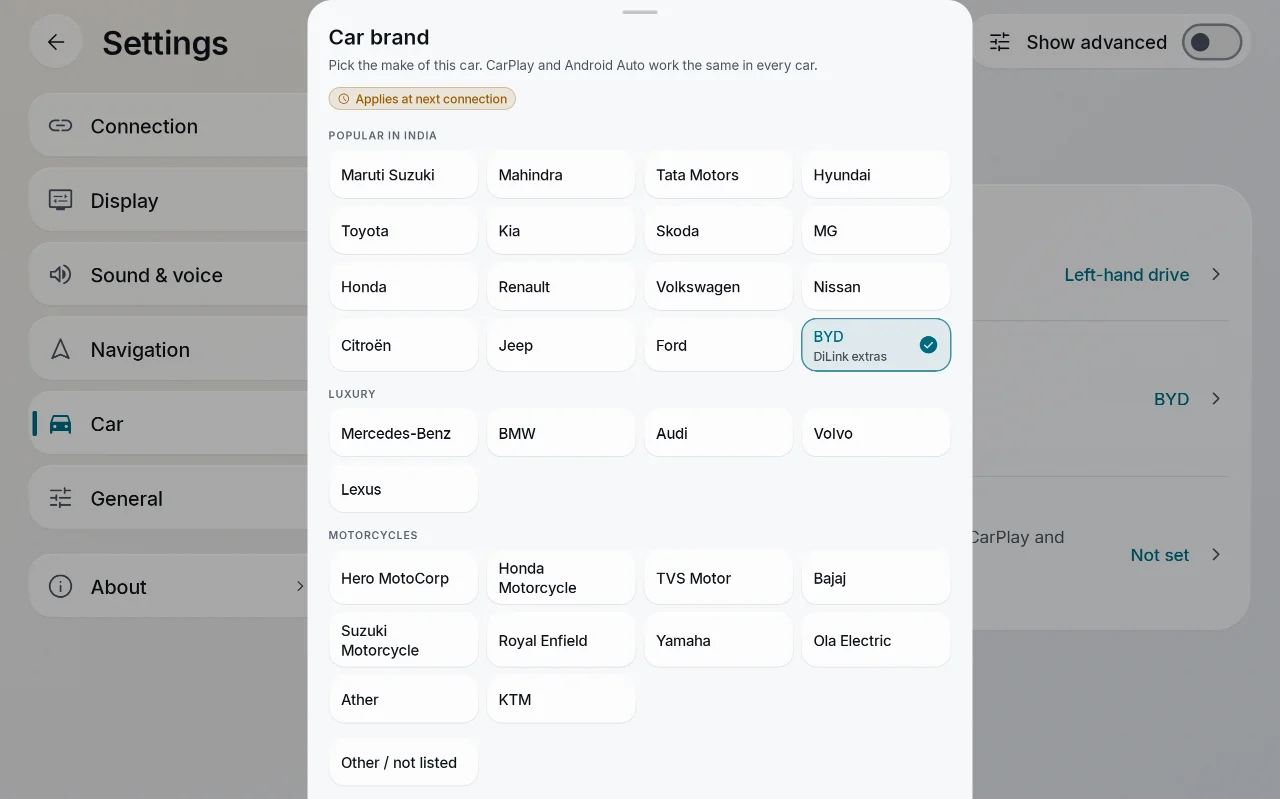 Settings
Show advanced
Connection
Display
Sound & voice
Navigation
Car
General
About
Car brand
Pick the make of this car. CarPlay and Android Auto work the same in every car.
Applies at next connection
POPULAR IN INDIA
Maruti Suzuki
Mahindra
Tata Motors
Hyundai
Toyota
Kia
Skoda
MG
Honda
Renault
Volkswagen
Nissan
Citroën
Jeep
Ford
BYD
DiLink extras
LUXURY
Mercedes-Benz
BMW
Audi
Volvo
Lexus
MOTORCYCLES
Hero MotoCorp
Honda
Motorcycle
TVS Motor
Bajaj
Suzuki
Motorcycle
Royal Enfield
Yamaha
Ola Electric
Ather
KTM
Other / not listed
Left-hand drive
BYD
CarPlay and
Not set